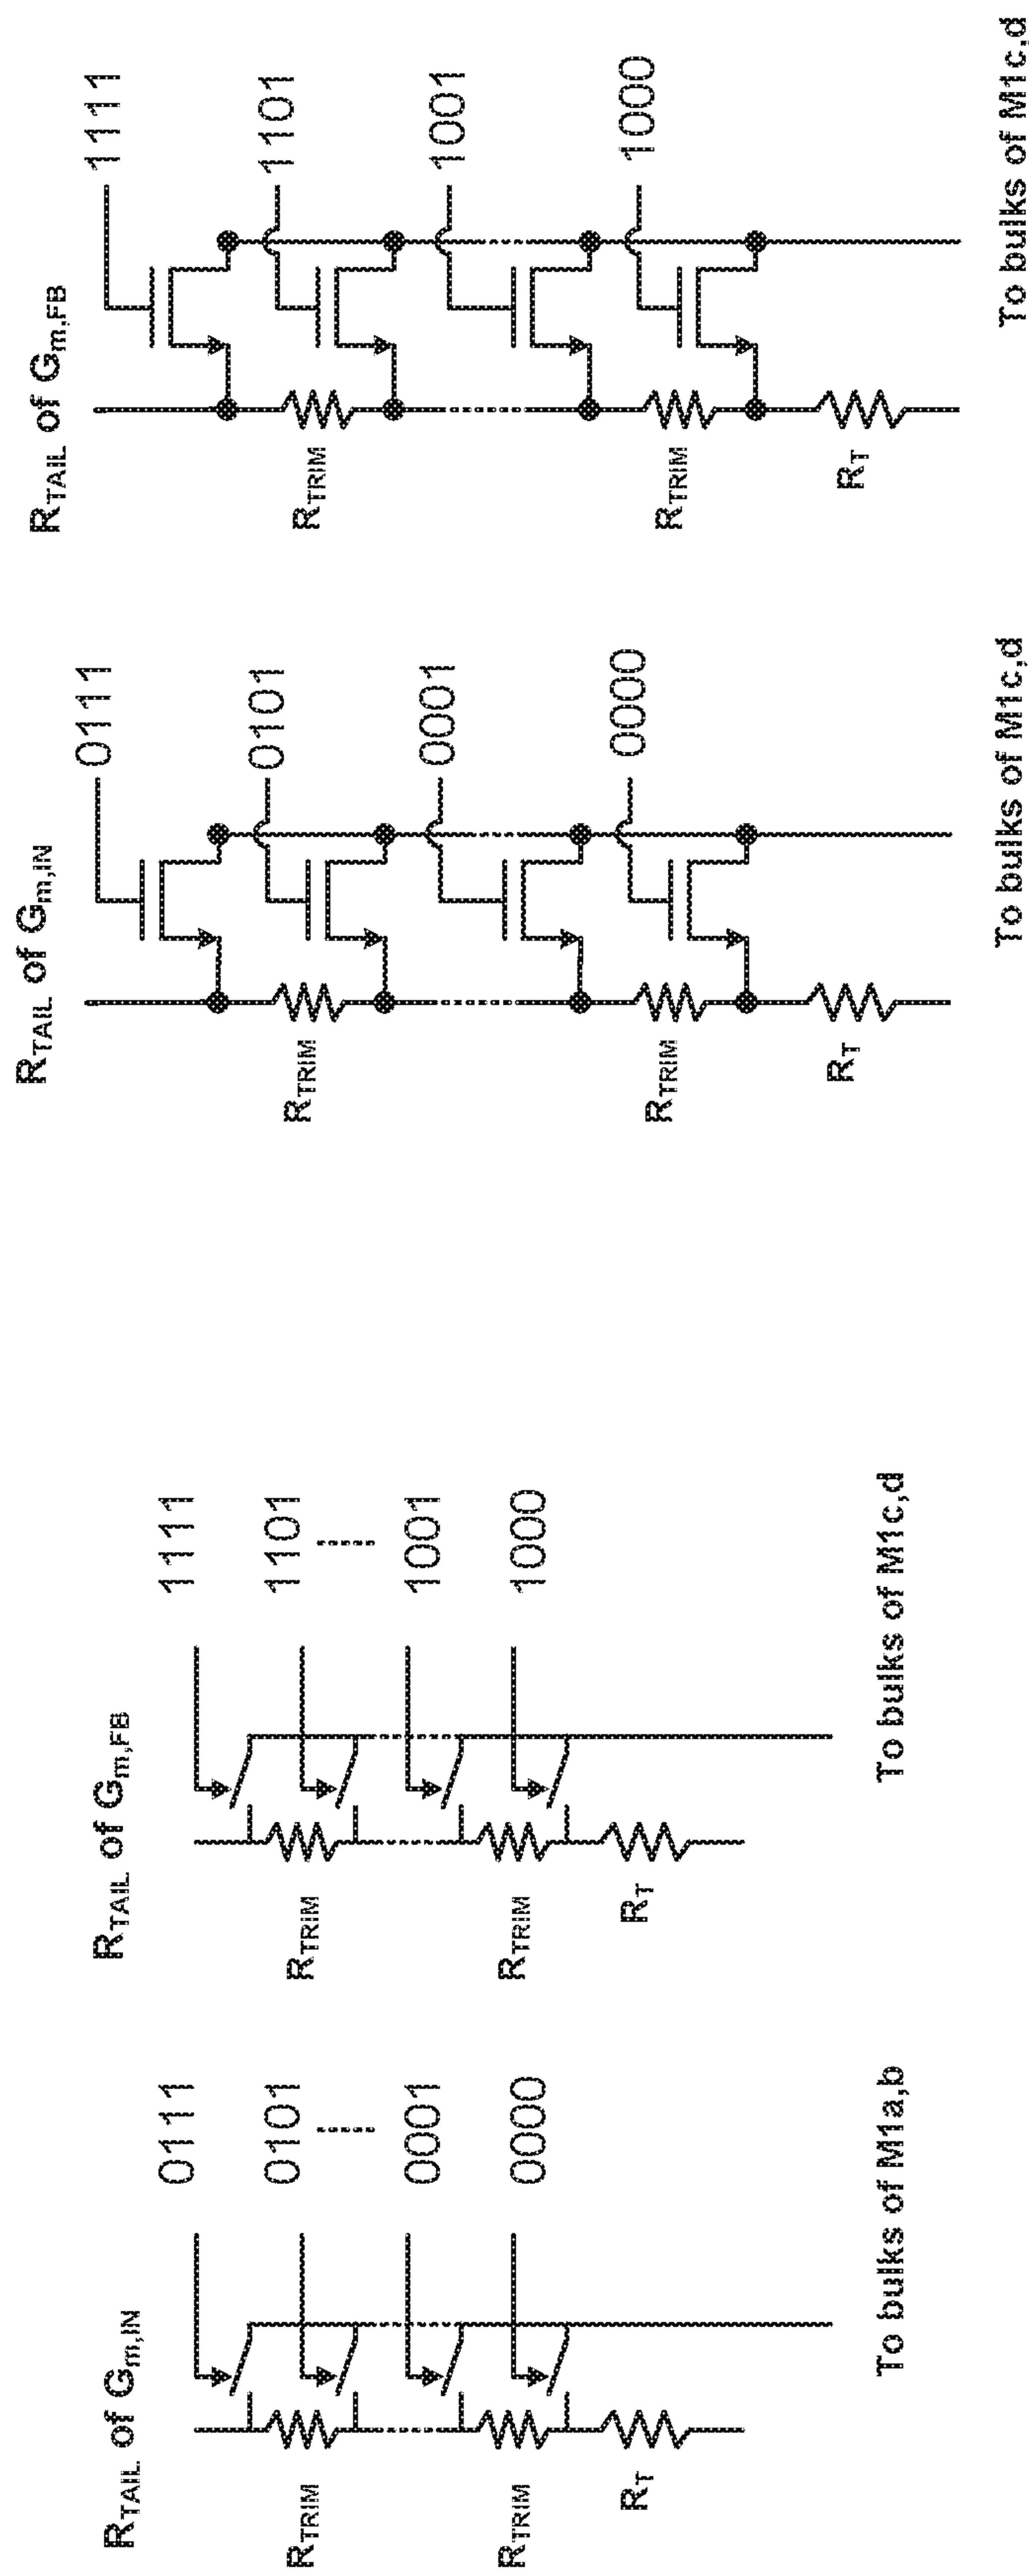 R_TAIL of G_m,IN
0111
0101
0001
0000
R_TRIM
R_TRIM
R_T
To bulks of M1a,b
R_TAIL of G_m,FB
1111
1101
1001
1000
R_TRIM
R_TRIM
R_T
To bulks of M1c,d
R_TAIL of G_m,IN
0111
0101
0001
0000
R_TRIM
R_TRIM
R_T
To bulks of M1c,d
R_TAIL of G_m,FB
1111
1101
1001
1000
R_TRIM
R_TRIM
R_T
To bulks of M1c,d